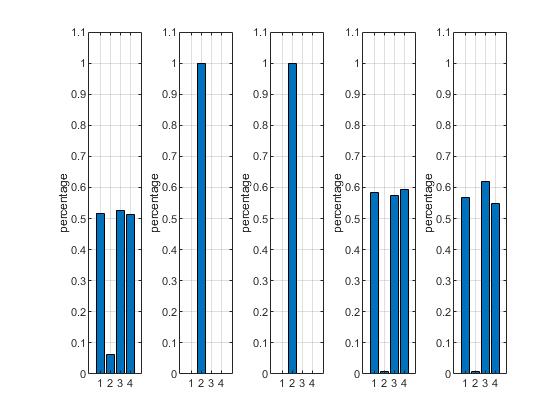 1.1 1.1 1.1 1.1 1.1
1 1 1 1 1
0.9 0.9 0.9 0.9 0.9
0.8 0.8 0.8 0.8 0.8
0.7 0.7 0.7 0.7 0.7
0.6 0.6 0.6 0.6 0.6
percentage percentage percentage percentage percentage
0.5 0.5 0.5 0.5 0.5
0.4 0.4 0.4 0.4 0.4
0.3 0.3 0.3 0.3 0.3
0.2 0.2 0.2 0.2 0.2
0.1 0.1 0.1 0.1 0.1
0 0 0 0 0
1 2 3 4 1 2 3 4 1 2 3 4 1 2 3 4 1 2 3 4